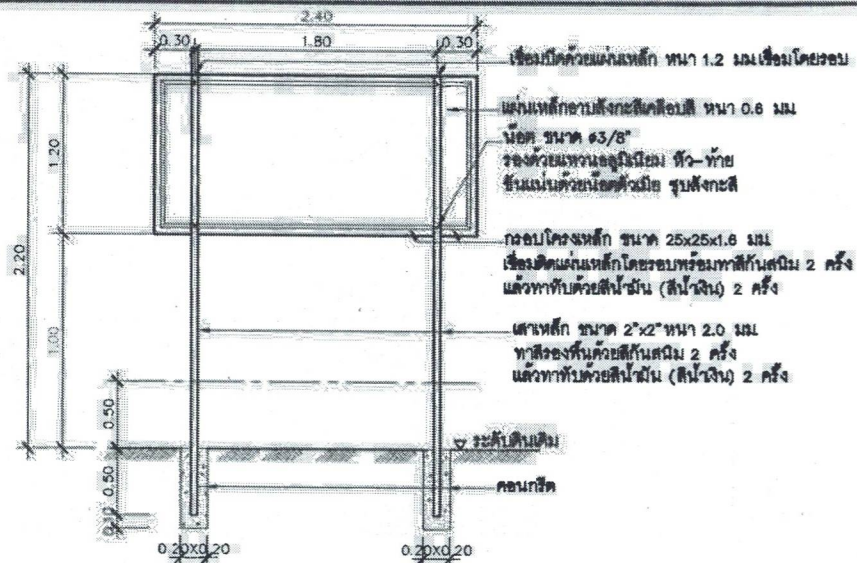 2.40
0.30 1.80 0.30
เชื่อมปิดด้วยแผ่นเหล็ก หนา 1.2 มม.เชื่อมโดยรอบ
แผ่นเหล็กอาบสังกะสีเคลือบสี หนา 0.6 มม.
น๊อต ขนาด ø3/8"
รองด้วยแหวนอลูมิเนียม หัว-ท้าย
ขันแน่นด้วยน๊อตตัวเมีย ชุบสังกะสี
1.20
2.20
กรอบโครงเหล็ก ขนาด 25x25x1.6 มม.
เชื่อมติดแผ่นเหล็กโดยรอบพร้อมทาสีกันสนิม 2 ครั้ง
แล้วทาทับด้วยสีน้ำมัน (สีน้ำเงิน) 2 ครั้ง
1.00
เสาเหล็ก ขนาด 2"x2" หนา 2.0 มม.
ทาสีรองพื้นด้วยสีกันสนิม 2 ครั้ง
แล้วทาทับด้วยสีน้ำมัน (สีน้ำเงิน) 2 ครั้ง
0.50
ระดับดินเดิม
0.50
คอนกรีต
0.10
0.20X0.20 0.20X0.20